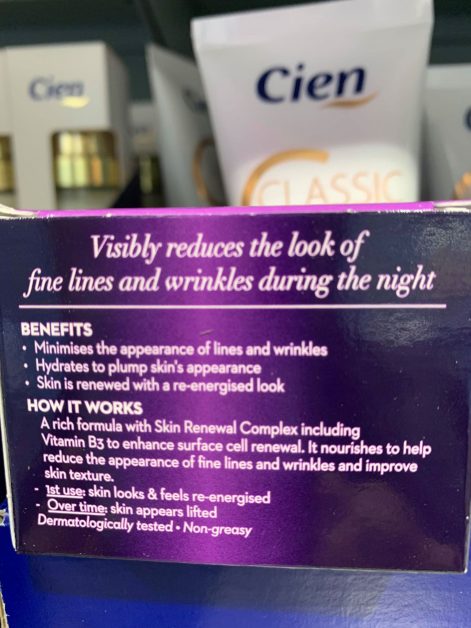 Cien
Cien
CLASSIC
Visibly reduces the look of
fine lines and wrinkles during the night
BENEFITS
• Minimises the appearance of lines and wrinkles
• Hydrates to plump skin's appearance
• Skin is renewed with a re-energised look
HOW IT WORKS
A rich formula with Skin Renewal Complex including
Vitamin B3 to enhance surface cell renewal. It nourishes to help
reduce the appearance of fine lines and wrinkles and improve
skin texture.
- 1st use: skin looks & feels re-energised
- Over time: skin appears lifted
Dermatologically tested • Non-greasy